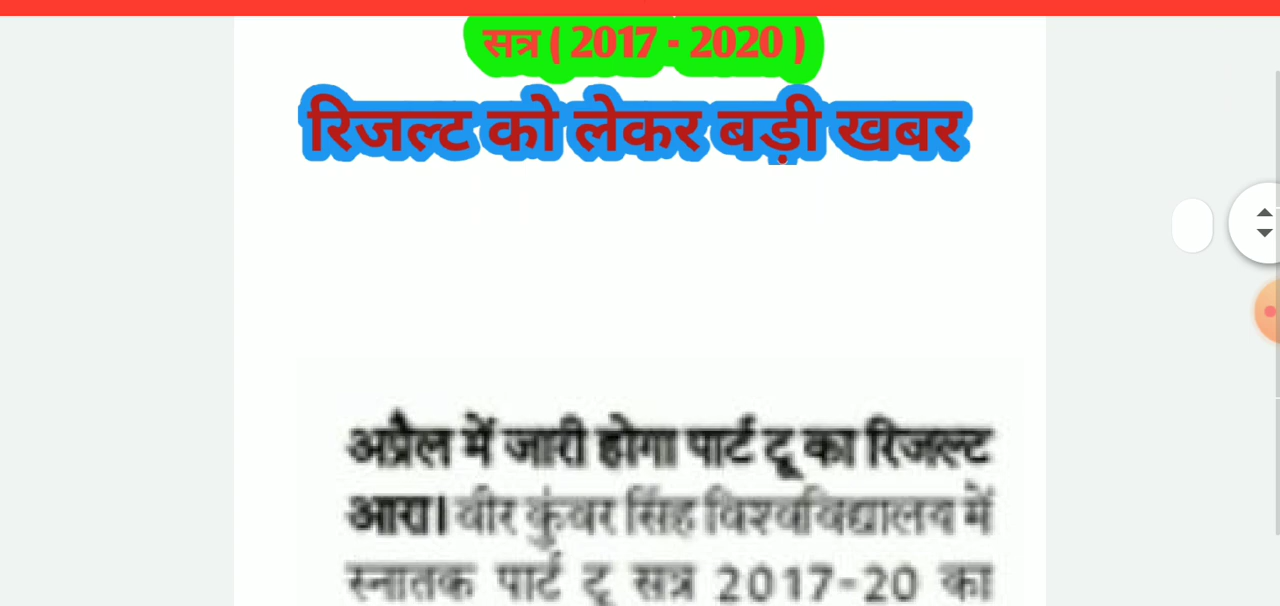 सत्र ( 2017 - 2020 )
रिजल्ट को लेकर बड़ी खबर
अप्रैल में जारी होगा पार्ट टू का रिजल्ट
आरा। वीर कुंवर सिंह विश्वविद्यालय में
स्नातक पार्ट टू सत्र 2017-20 का